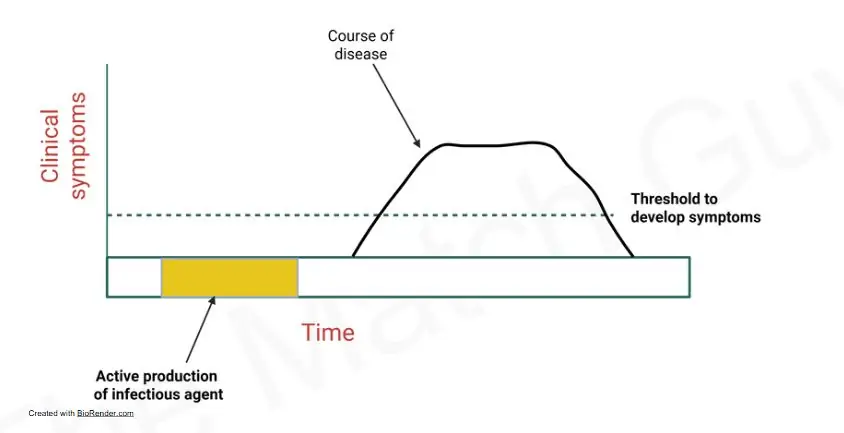 Course of
disease
Clinical
symptoms
Threshold to
develop symptoms
Time
Active production
of infectious agent
Created with BioRender.com